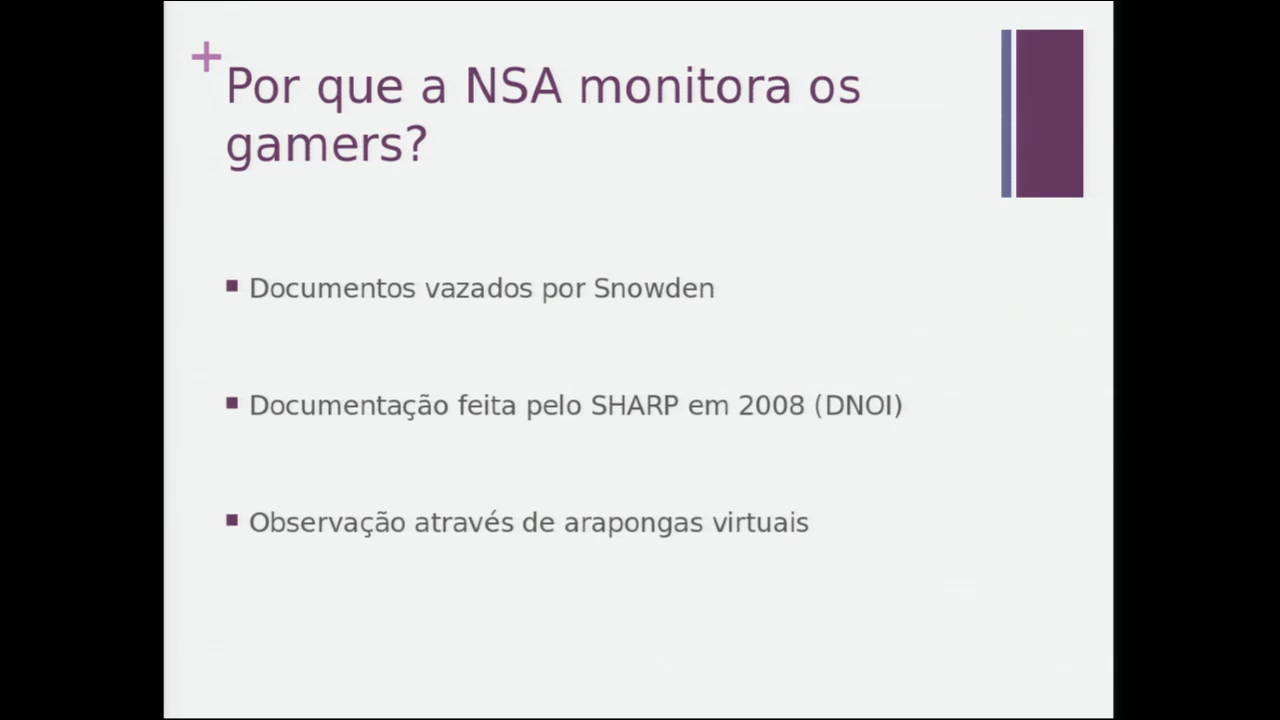 Por que a NSA monitora os
gamers?
Documentos vazados por Snowden
Documentação feita pelo SHARP em 2008 (DNOI)
Observação através de arapongas virtuais